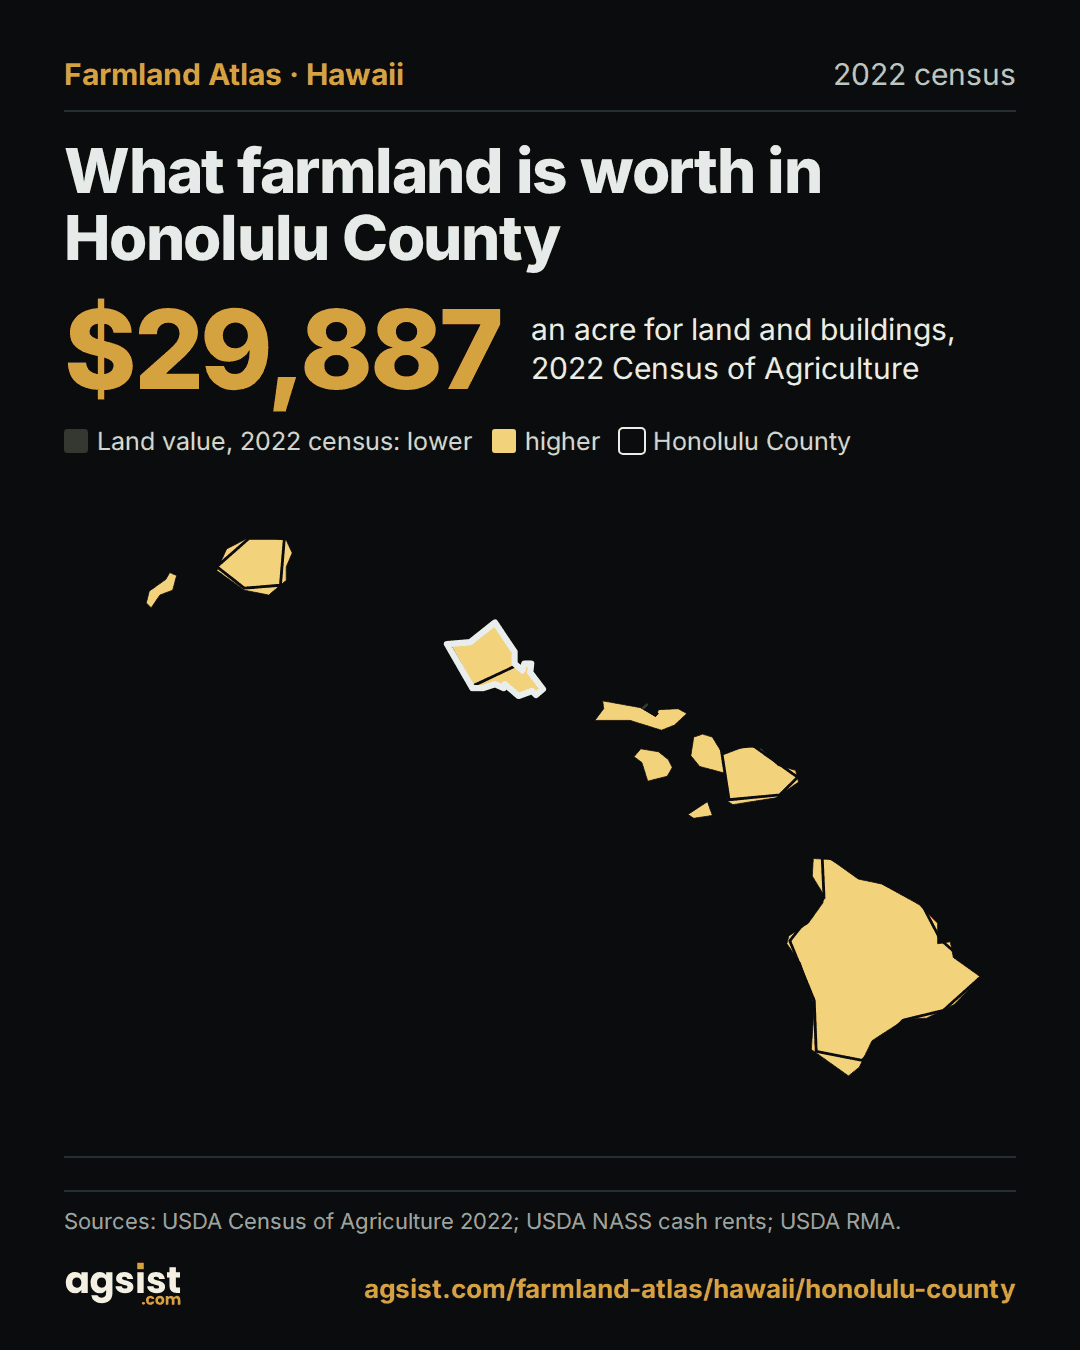 Farmland Atlas · Hawaii
2022 census
What farmland is worth in
Honolulu County
$29,887
an acre for land and buildings,
2022 Census of Agriculture
Land value, 2022 census: lower
higher
Honolulu County
Sources: USDA Census of Agriculture 2022; USDA NASS cash rents; USDA RMA.
agsist
.com
agsist.com/farmland-atlas/hawaii/honolulu-county